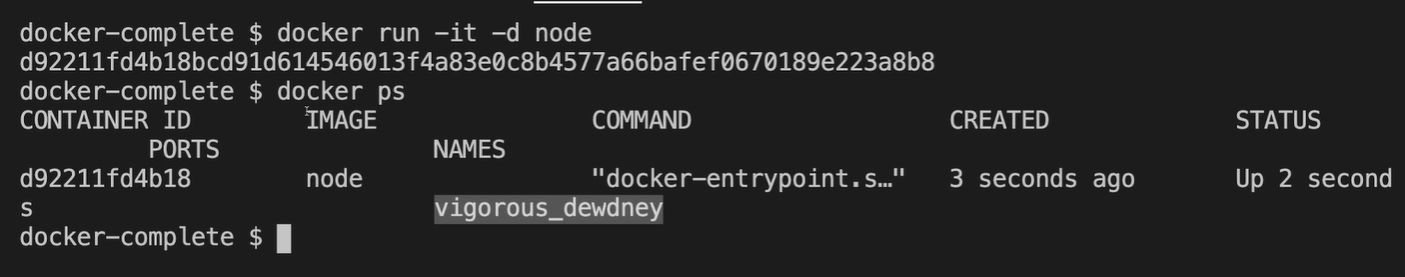 docker-complete $ docker run -it -d node
d92211fd4b18bcd91d614546013f4a83e0c8b4577a66bafef0670189e223a8b8
docker-complete $ docker ps
CONTAINER ID        IMAGE               COMMAND                  CREATED             STATUS
         PORTS               NAMES
d92211fd4b18        node                "docker-entrypoint.s…"   3 seconds ago       Up 2 second
s                            vigorous_dewdney
docker-complete $